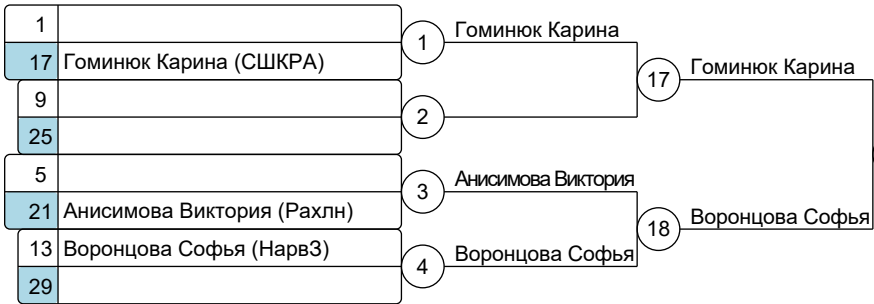 1
17 Гоминюк Карина (СШКРА)
9
25
5
21 Анисимова Виктория (Рахлн)
13 Воронцова Софья (Нарв3)
29
1
Гоминюк Карина
2
3
Анисимова Виктория
4
Воронцова Софья
17
Гоминюк Карина
18
Воронцова Софья